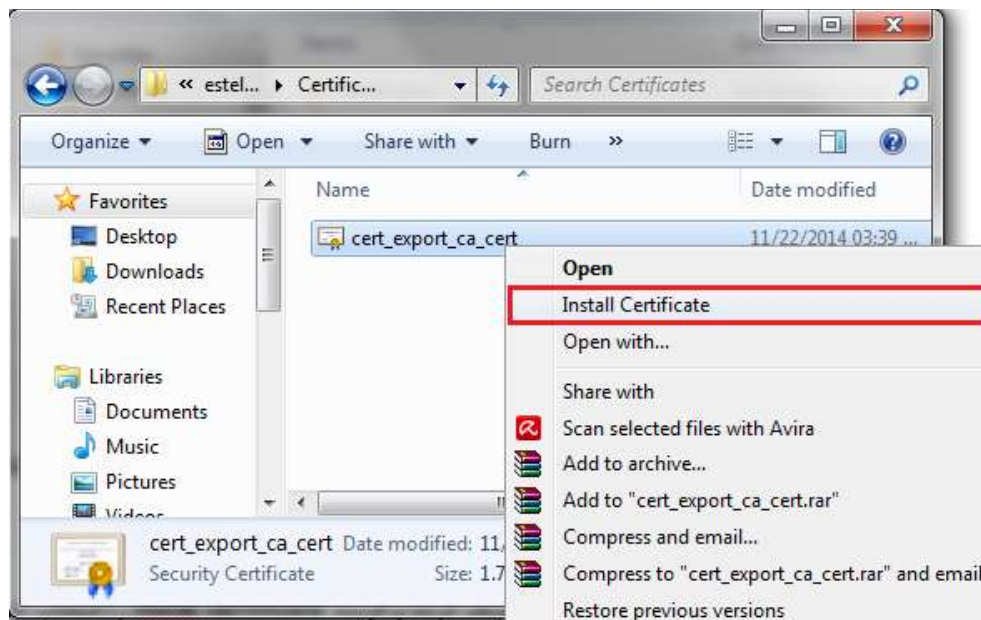 « estel... ▸ Certific...
Search Certificates
Organize Open Share with Burn »
Name Date modified
Favorites
Desktop
Downloads
Recent Places
Libraries
Documents
Music
Pictures
Videos
cert_export_ca_cert 11/22/2014 03:39 ...
Open
Install Certificate
Open with...
Share with
Scan selected files with Avira
Add to archive...
Add to "cert_export_ca_cert.rar"
Compress and email...
Compress to "cert_export_ca_cert.rar" and email
Restore previous versions
cert_export_ca_cert Date modified: 11/
Security Certificate Size: 1.7